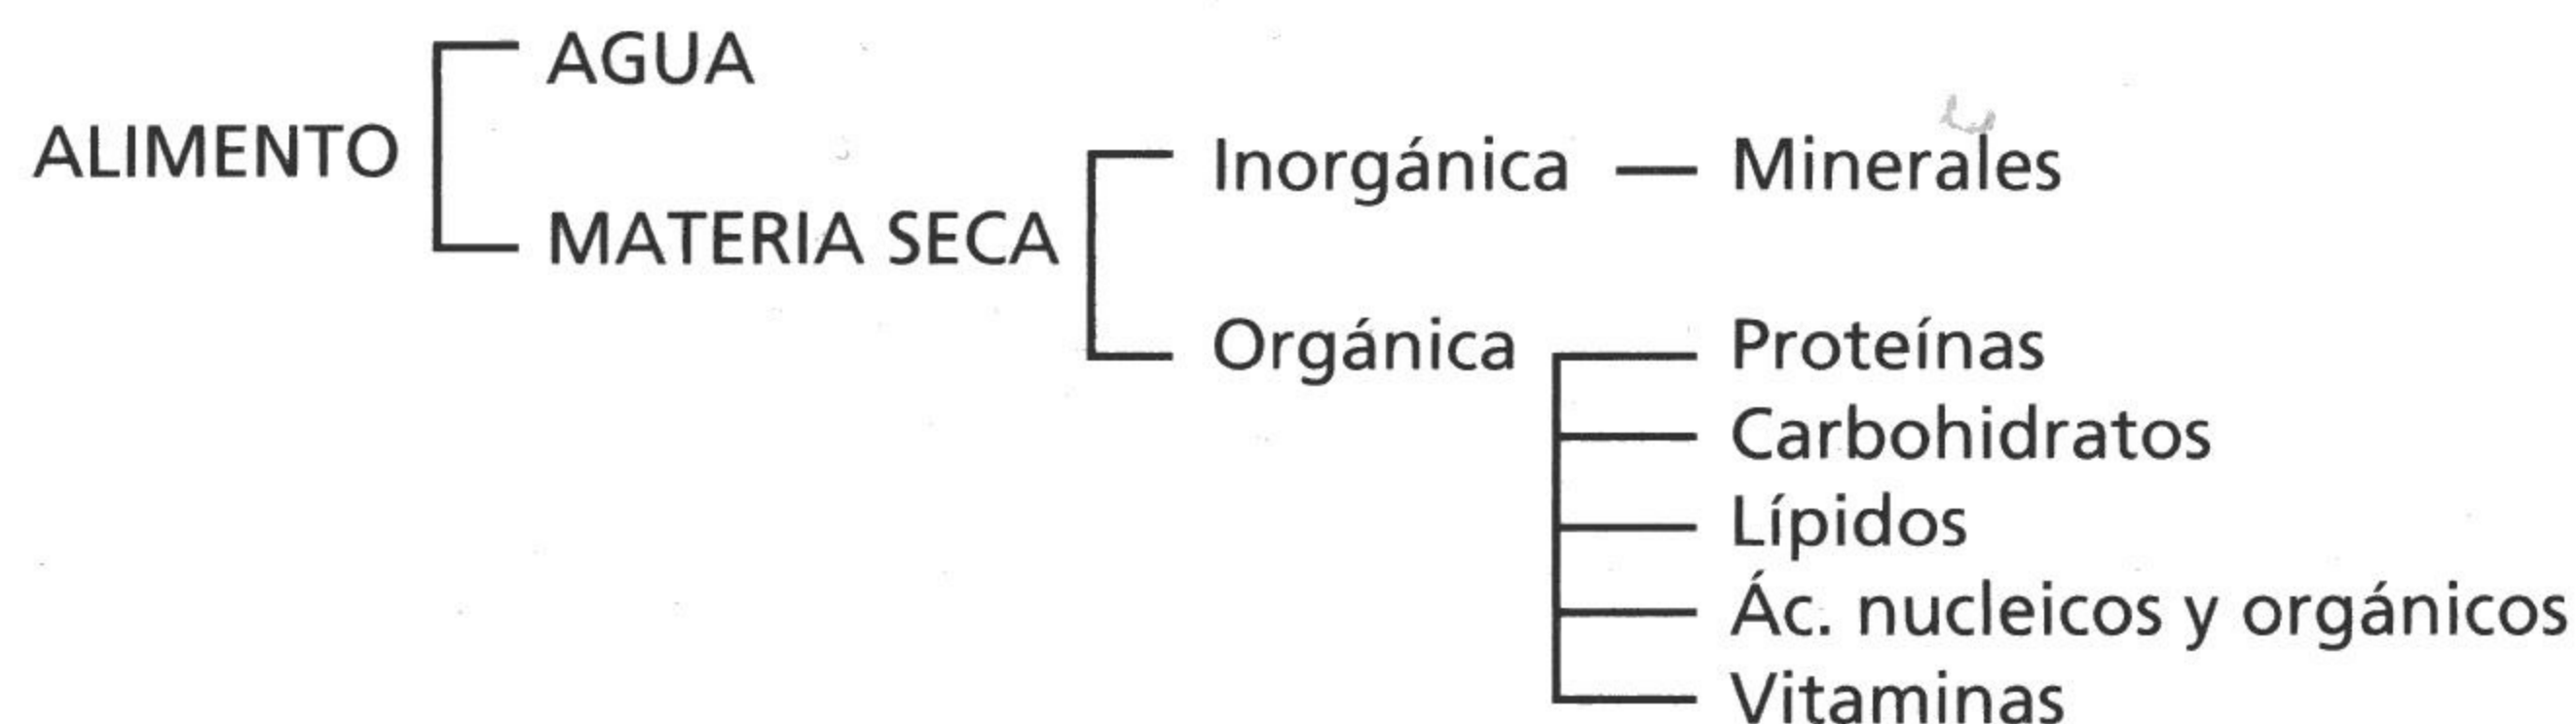 AGUA
ALIMENTO
MATERIA SECA
Inorgánica — Minerales
Orgánica
Proteínas
Carbohidratos
Lípidos
Ác. nucleicos y orgánicos
Vitaminas